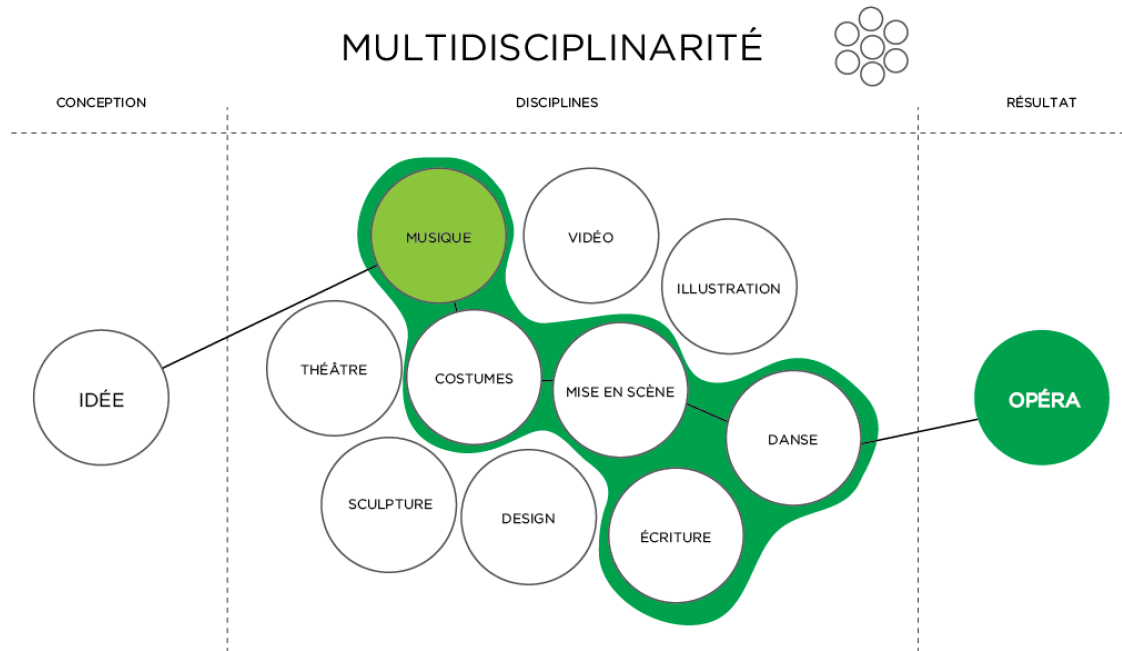 MULTIDISCIPLINARITÉ
CONCEPTION
DISCIPLINES
RÉSULTAT
MUSIQUE
VIDÉO
ILLUSTRATION
THÉÂTRE
COSTUMES
MISE EN SCÈNE
IDÉE
OPÉRA
DANSE
SCULPTURE
DESIGN
ÉCRITURE